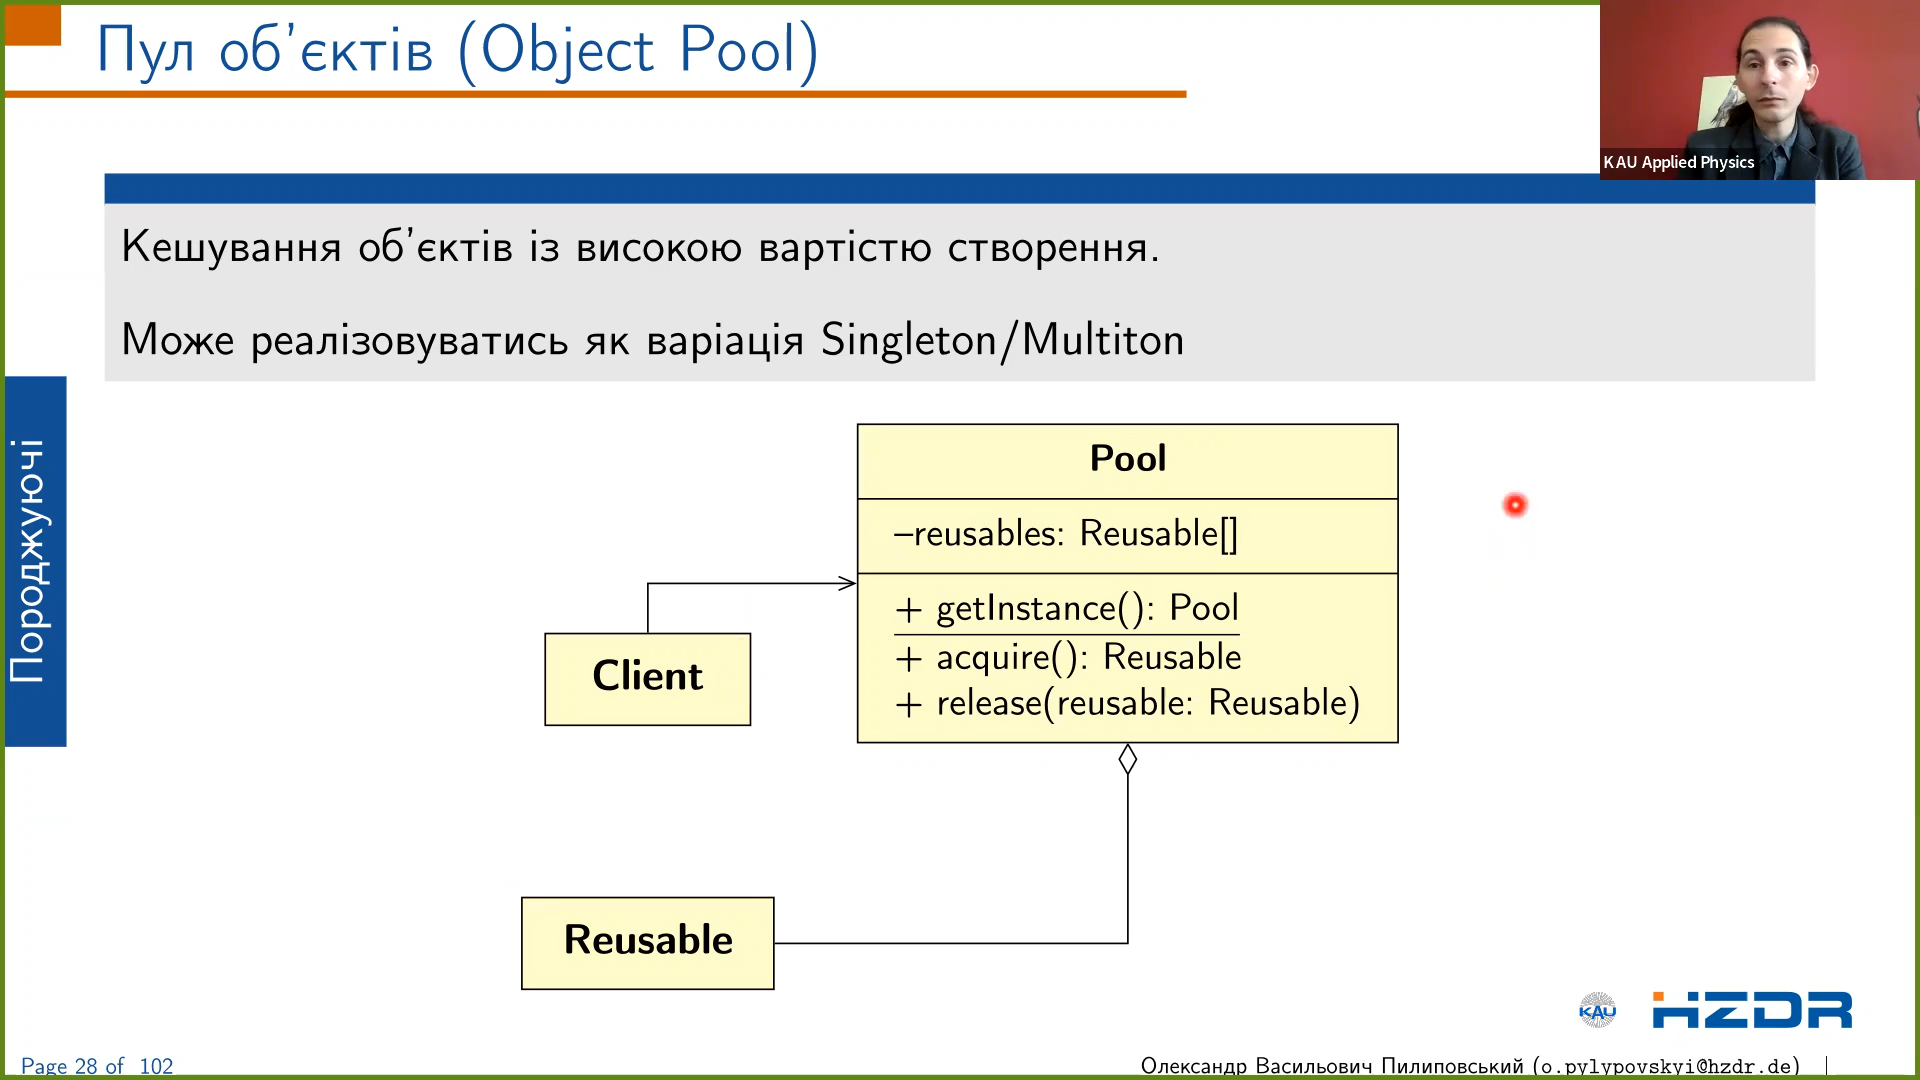 Пул об’єктів (Object Pool)
KAU Applied Physics
Кешування об’єктів із високою вартістю створення.
Може реалізовуватись як варіація Singleton/Multiton
Породжуючі
Pool
–reusables: Reusable[]
+ getInstance(): Pool
+ acquire(): Reusable
+ release(reusable: Reusable)
Client
Reusable
KAU
HZDR
Page 28 of 102
Олександр Васильович Пилиповський (o.pylypovskyi@hzdr.de)